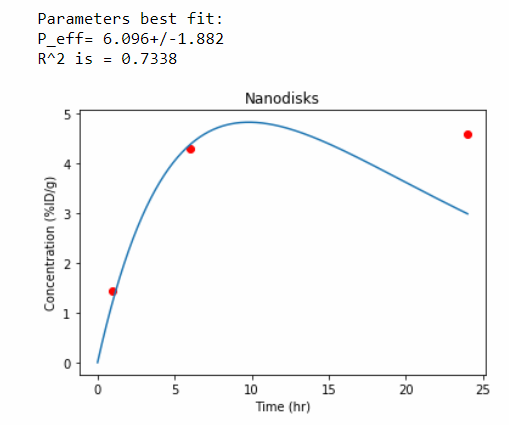 Parameters best fit:
P_eff= 6.096+/-1.882
R^2 is = 0.7338
Nanodisks
Concentration (%ID/g)
5
4
3
2
1
0
0 5 10 15 20 25
Time (hr)